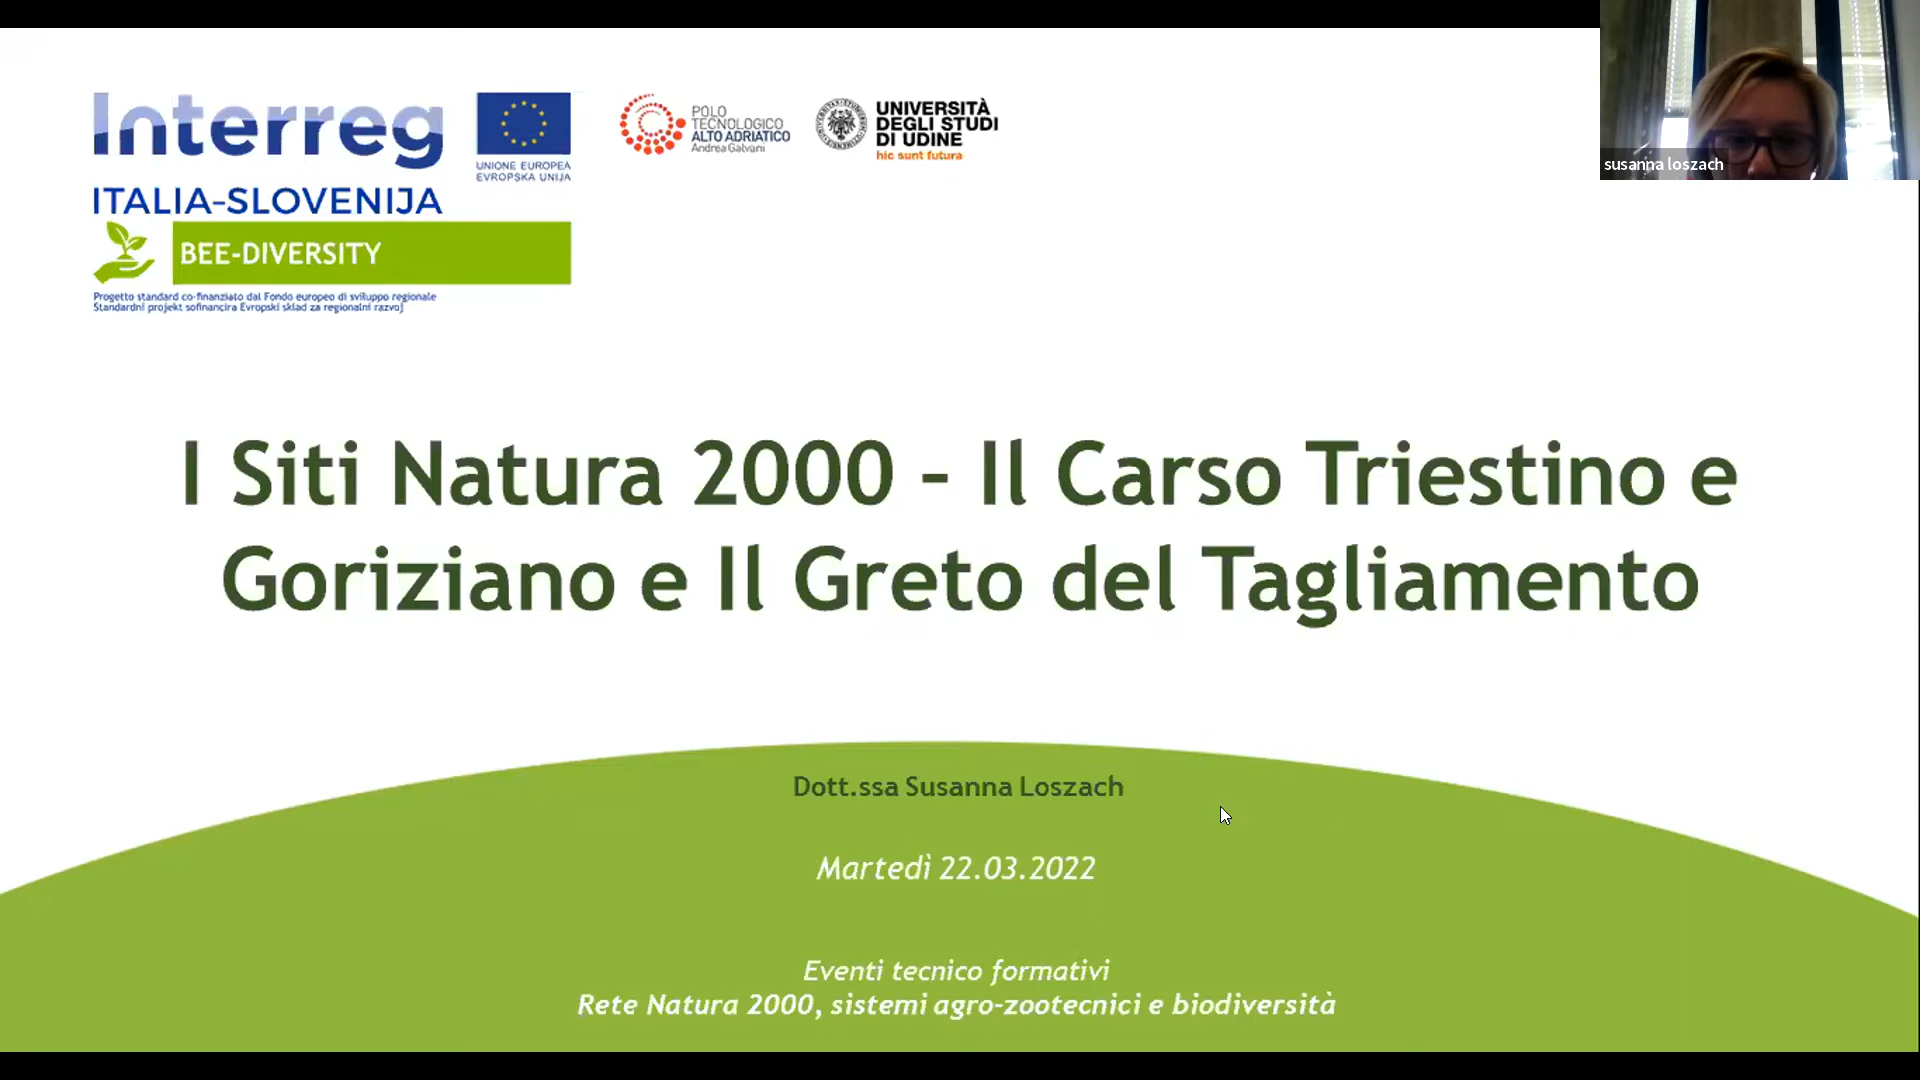 Interreg
ITALIA-SLOVENIJA
UNIONE EUROPEA
EVROPSKA UNIJA
POLO
TECNOLOGICO
ALTO ADRIATICO
Andrea Galvani
UNIVERSITÀ
DEGLI STUDI
DI UDINE
hic sunt futura
susanna loszach
BEE-DIVERSITY
Progetto standard co-finanziato dal Fondo europeo di sviluppo regionale
Standardni projekt sofinancira Evropski sklad za regionalni razvoj
I Siti Natura 2000 – Il Carso Triestino e
Goriziano e Il Greto del Tagliamento
Dott.ssa Susanna Loszach
Martedì 22.03.2022
Eventi tecnico formativi
Rete Natura 2000, sistemi agro-zootecnici e biodiversità